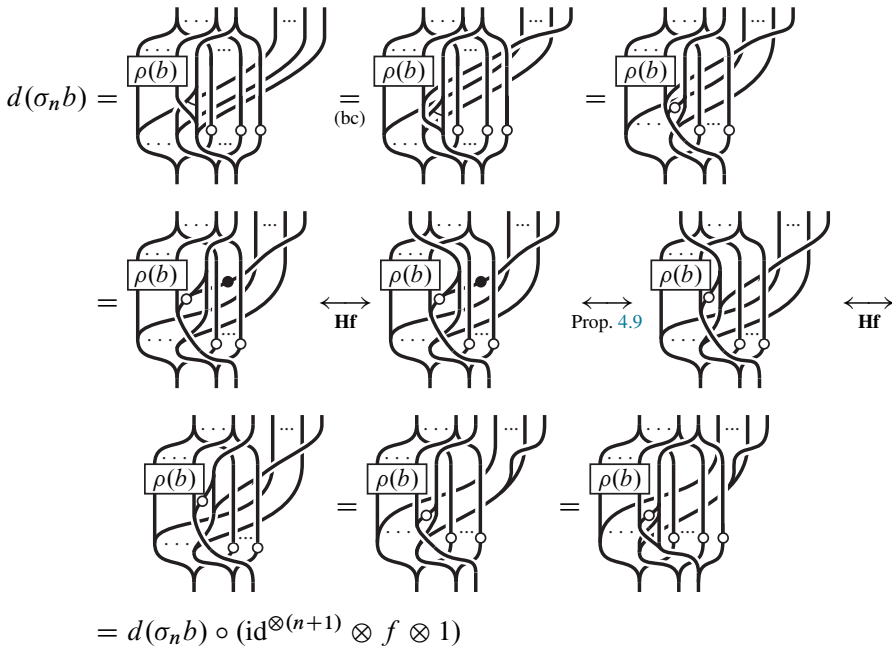 ... ... ...
d(σ_n b) = ρ(b) = (bc) ρ(b) = ρ(b)
= ρ(b) ⟷ Hf ρ(b) ⟷ Prop. 4.9 ρ(b) ⟷ Hf
ρ(b) = ρ(b) = ρ(b)
= d(σ_n b) ∘ (id^{⊗(n+1)} ⊗ f ⊗ 1)